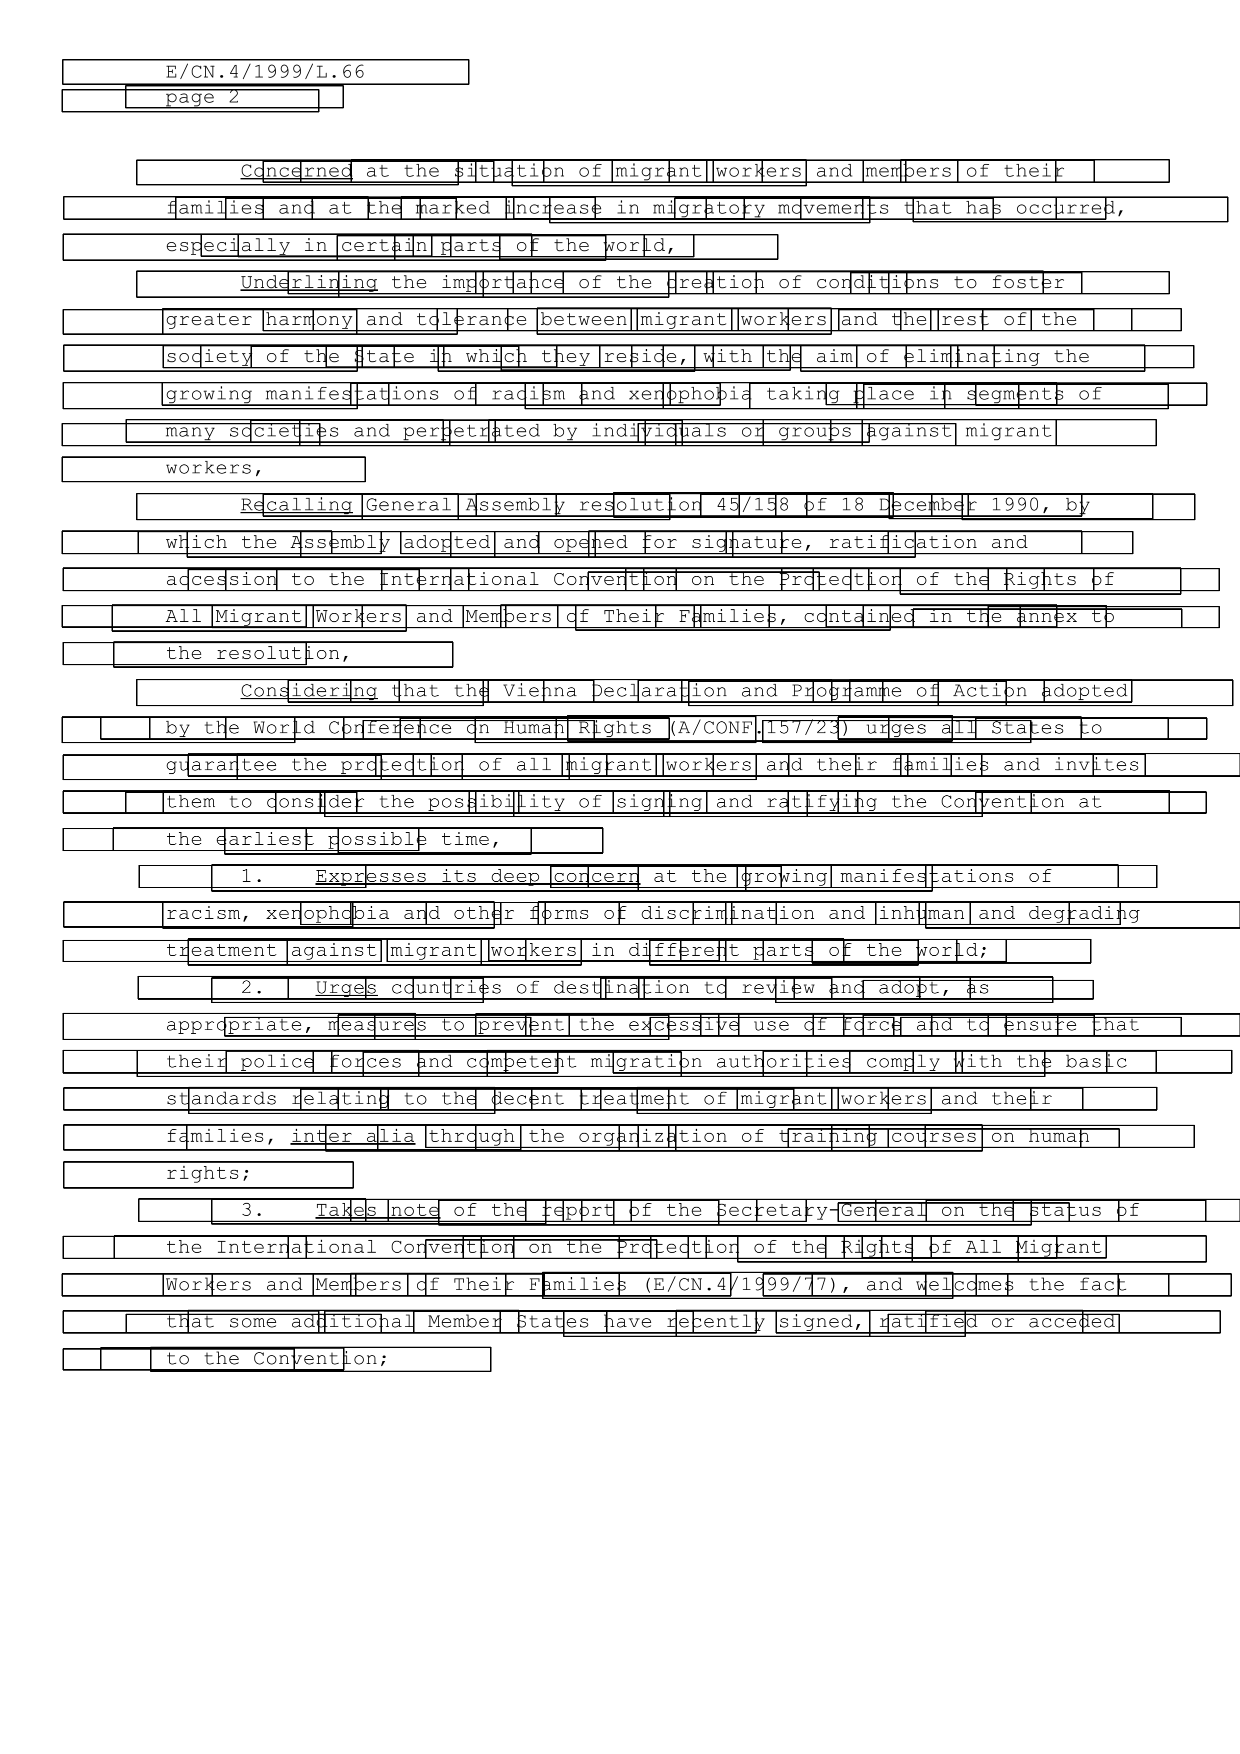 E/CN.4/1999/L.66
page 2
Concerned at the situation of migrant workers and members of their
families and at the marked increase in migratory movements that has occurred,
especially in certain parts of the world,
Underlining the importance of the creation of conditions to foster
greater harmony and tolerance between migrant workers and the rest of the
society of the State in which they reside, with the aim of eliminating the
growing manifestations of racism and xenophobia taking place in segments of
many societies and perpetrated by individuals or groups against migrant
workers,
Recalling General Assembly resolution 45/158 of 18 December 1990, by
which the Assembly adopted and opened for signature, ratification and
accession to the International Convention on the Protection of the Rights of
All Migrant Workers and Members of Their Families, contained in the annex to
the resolution,
Considering that the Vienna Declaration and Programme of Action adopted
by the World Conference on Human Rights (A/CONF.157/23) urges all States to
guarantee the protection of all migrant workers and their families and invites
them to consider the possibility of signing and ratifying the Convention at
the earliest possible time,
1. Expresses its deep concern at the growing manifestations of
racism, xenophobia and other forms of discrimination and inhuman and degrading
treatment against migrant workers in different parts of the world;
2. Urges countries of destination to review and adopt, as
appropriate, measures to prevent the excessive use of force and to ensure that
their police forces and competent migration authorities comply with the basic
standards relating to the decent treatment of migrant workers and their
families, inter alia through the organization of training courses on human
rights;
3. Takes note of the report of the Secretary-General on the status of
the International Convention on the Protection of the Rights of All Migrant
Workers and Members of Their Families (E/CN.4/1999/77), and welcomes the fact
that some additional Member States have recently signed, ratified or acceded
to the Convention;